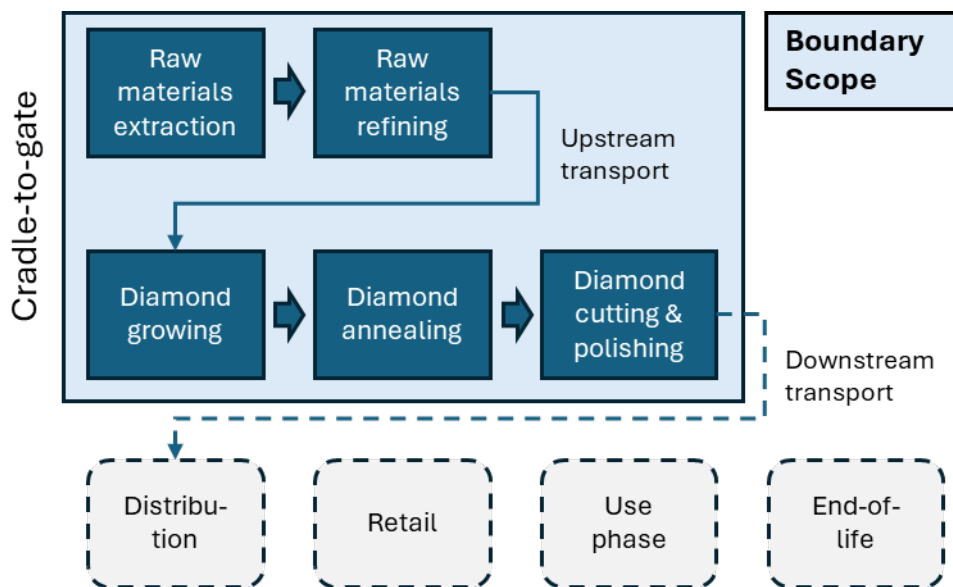 Cradle-to-gate
Raw
materials
extraction
Raw
materials
refining
Boundary
Scope
Upstream
transport
Diamond
growing
Diamond
annealing
Diamond
cutting &
polishing
Downstream
transport
Distribu-
tion
Retail
Use
phase
End-of-
life